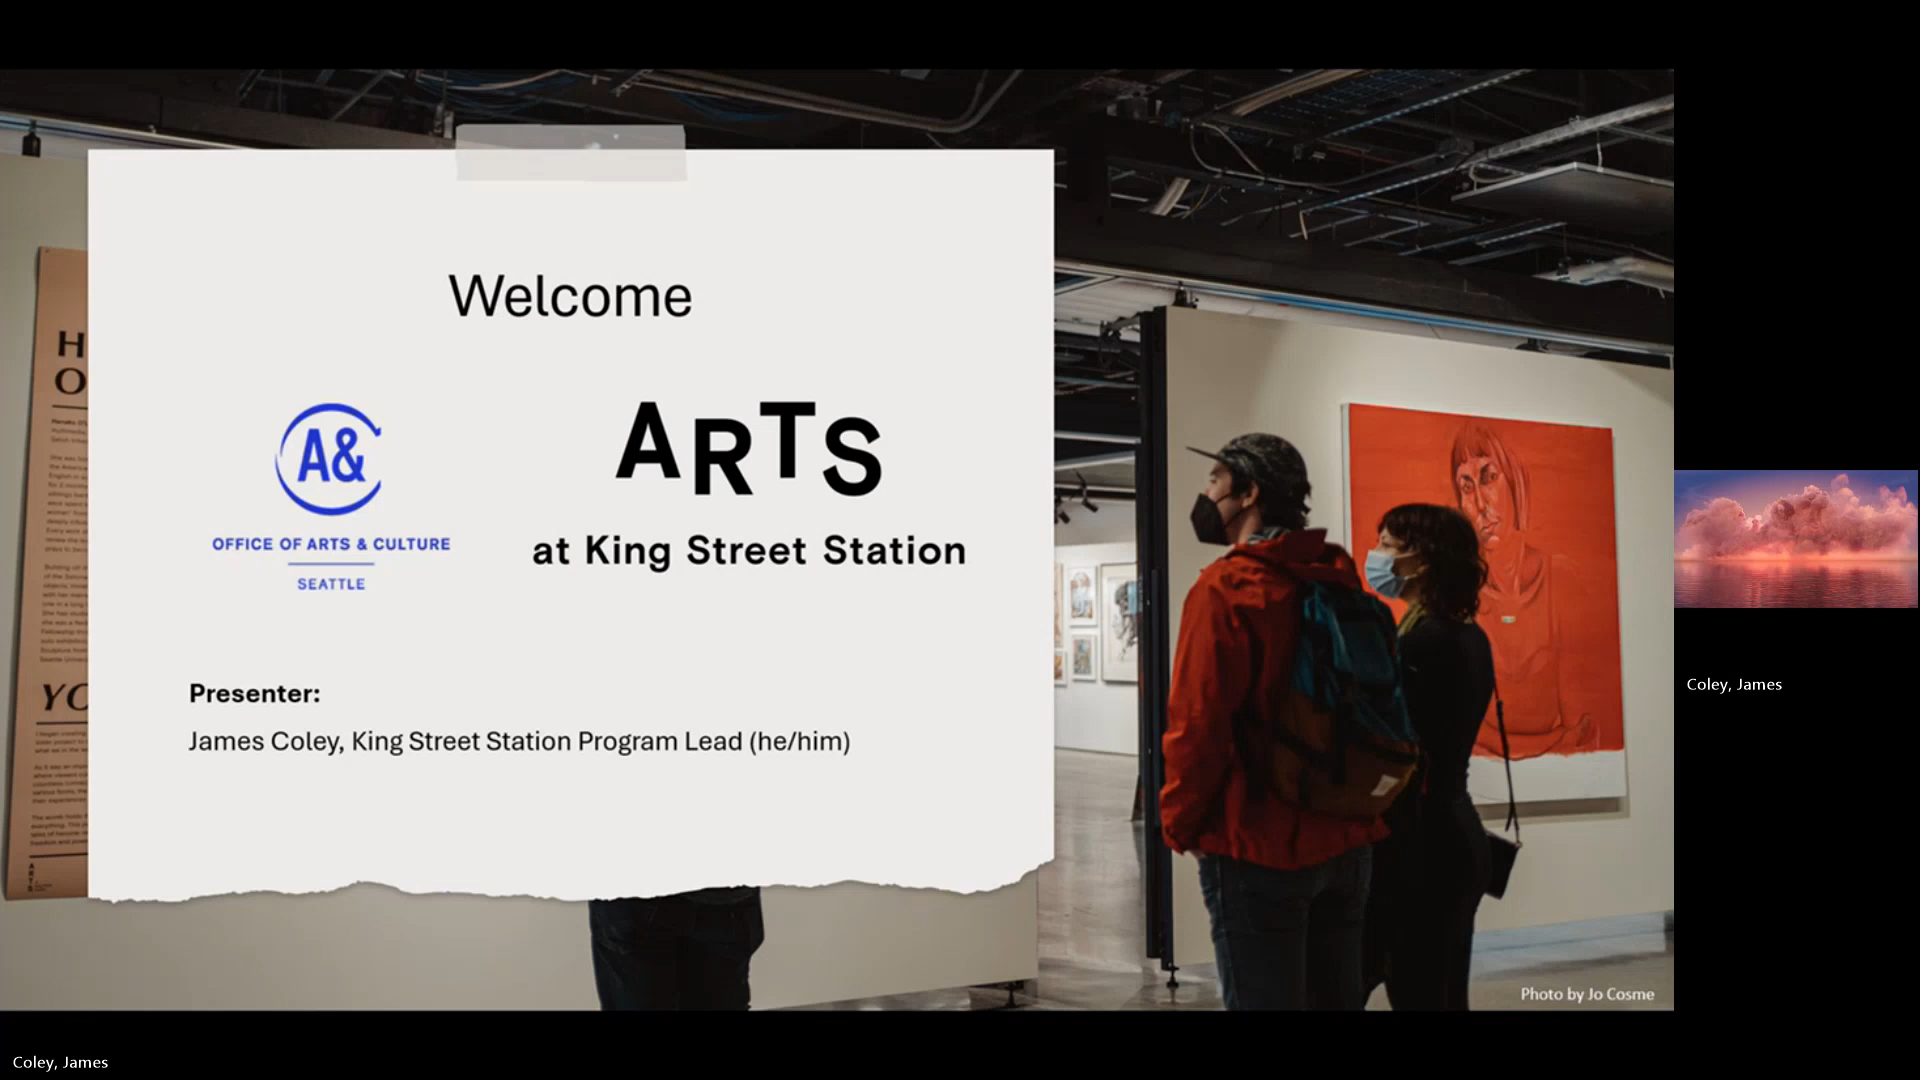 Welcome
A&
OFFICE OF ARTS & CULTURE
SEATTLE
ARTS
at King Street Station
Presenter:
James Coley, King Street Station Program Lead (he/him)
H
O
YO
Photo by Jo Cosme
Coley, James
Coley, James